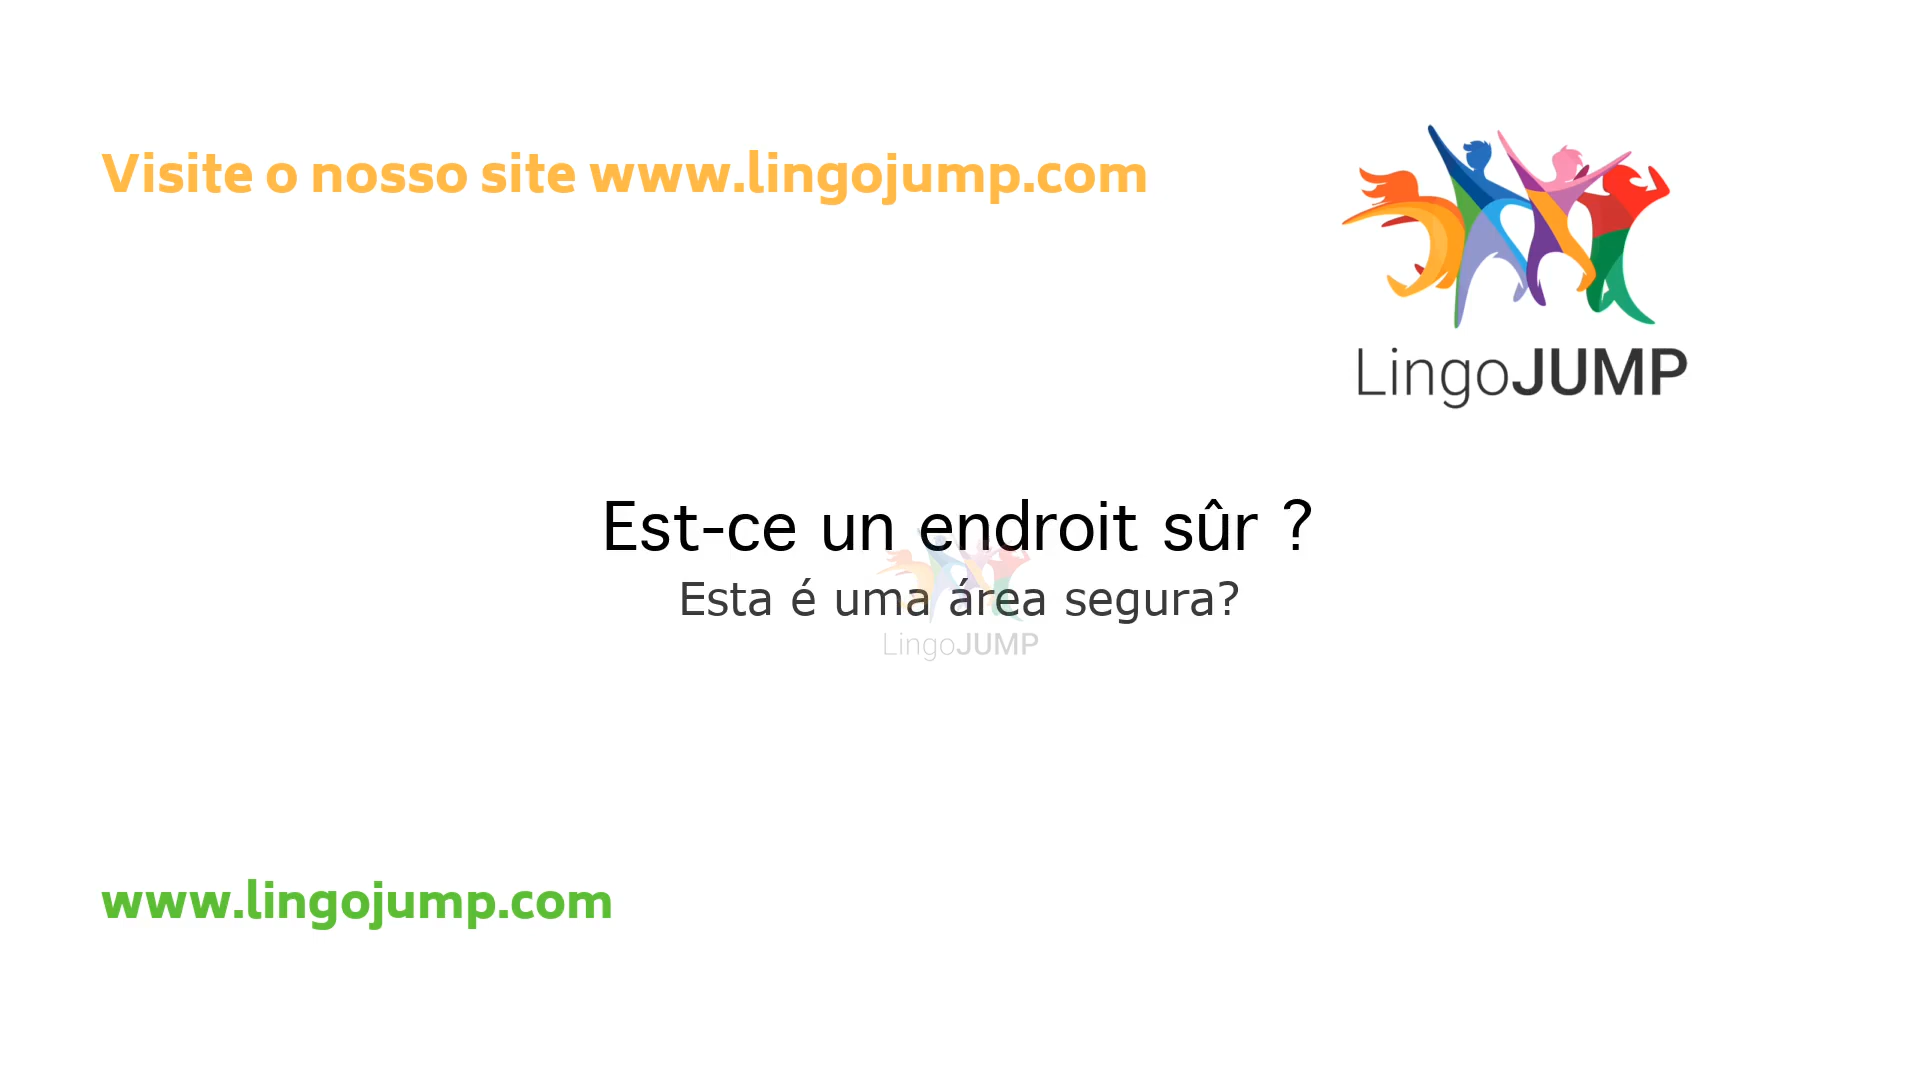 Visite o nosso site www.lingojump.com
LingoJUMP
Est-ce un endroit sûr ?
Esta é uma área segura?
LingoJUMP
www.lingojump.com